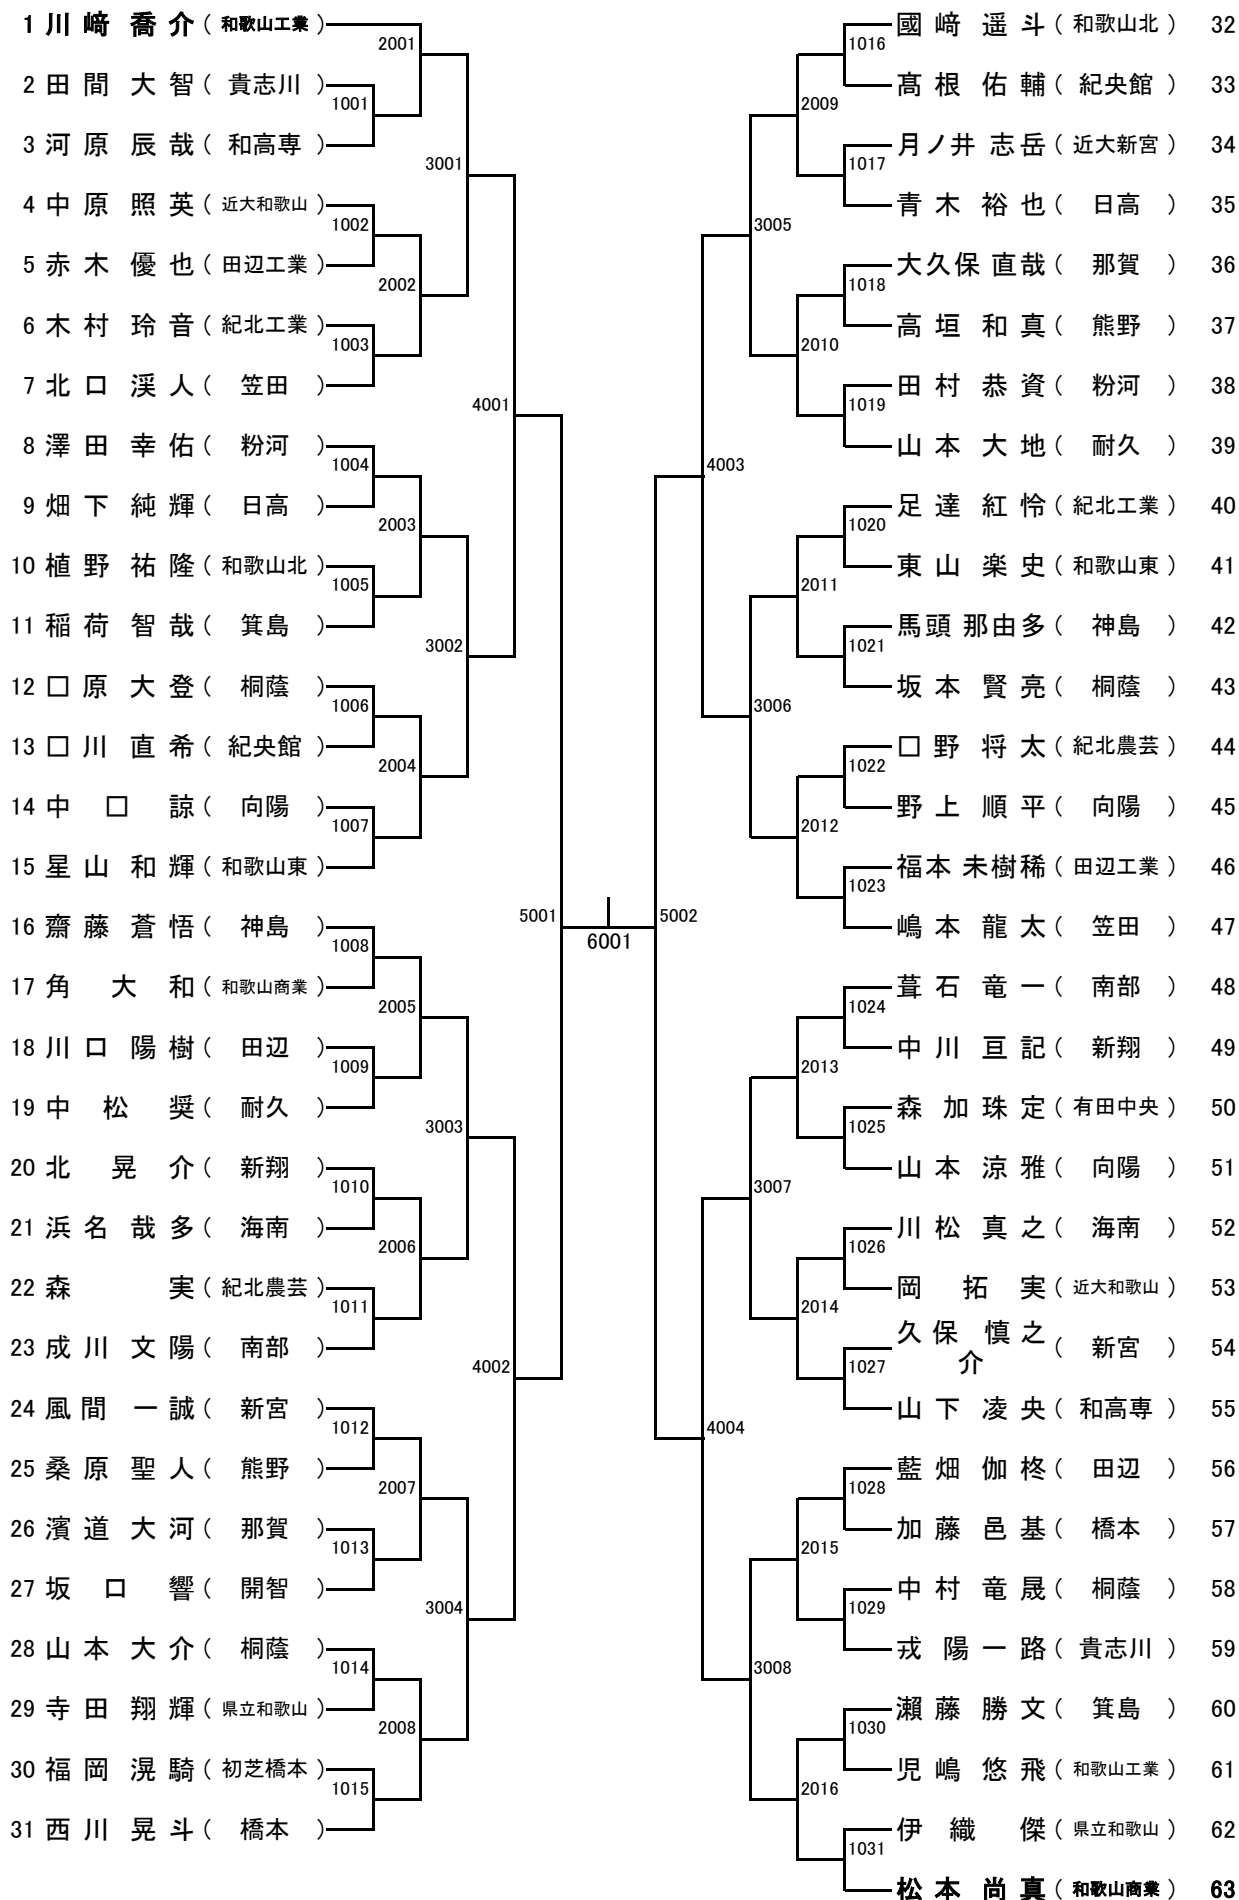 1 川﨑 喬介 ( 和歌山工業 )
2 田間 大智 ( 貴志川 )
3 河原 辰哉 ( 和高専 )
4 中原 照英 ( 近大和歌山 )
5 赤木 優也 ( 田辺工業 )
6 木村 玲音 ( 紀北工業 )
7 北口 渓人 ( 笠田 )
8 澤田 幸佑 ( 粉河 )
9 畑下 純輝 ( 日高 )
10 植野 祐隆 ( 和歌山北 )
11 稲荷 智哉 ( 箕島 )
12 □原 大登 ( 桐蔭 )
13 □川 直希 ( 紀央館 )
14 中□ 諒 ( 向陽 )
15 星山 和輝 ( 和歌山東 )
16 齋藤 蒼悟 ( 神島 )
17 角 大和 ( 和歌山商業 )
18 川口 陽樹 ( 田辺 )
19 中松 奨 ( 耐久 )
20 北 晃介 ( 新翔 )
21 浜名 哉多 ( 海南 )
22 森 実 ( 紀北農芸 )
23 成川 文陽 ( 南部 )
24 風間 一誠 ( 新宮 )
25 桑原 聖人 ( 熊野 )
26 濱道 大河 ( 那賀 )
27 坂口 響 ( 開智 )
28 山本 大介 ( 桐蔭 )
29 寺田 翔輝 ( 県立和歌山 )
30 福岡 滉騎 ( 初芝橋本 )
31 西川 晃斗 ( 橋本 )
1001
1002
1003
1004
1005
1006
1007
1008
1009
1010
1011
1012
1013
1014
1015
2001
2002
2003
2004
2005
2006
2007
2008
3001
3002
3003
3004
4001
4002
5001
6001
5002
4003
4004
3005
3006
3007
3008
2009
2010
2011
2012
2013
2014
2015
2016
1016
1017
1018
1019
1020
1021
1022
1023
1024
1025
1026
1027
1028
1029
1030
1031
國﨑 遥斗 ( 和歌山北 ) 32
髙根 佑輔 ( 紀央館 ) 33
月ノ井 志岳 ( 近大新宮 ) 34
青木 裕也 ( 日高 ) 35
大久保 直哉 ( 那賀 ) 36
高垣 和真 ( 熊野 ) 37
田村 恭資 ( 粉河 ) 38
山本 大地 ( 耐久 ) 39
足達 紅怜 ( 紀北工業 ) 40
東山 楽史 ( 和歌山東 ) 41
馬頭 那由多 ( 神島 ) 42
坂本 賢亮 ( 桐蔭 ) 43
□野 将太 ( 紀北農芸 ) 44
野上 順平 ( 向陽 ) 45
福本 未樹稀 ( 田辺工業 ) 46
嶋本 龍太 ( 笠田 ) 47
葺石 竜一 ( 南部 ) 48
中川 亘記 ( 新翔 ) 49
森 加珠定 ( 有田中央 ) 50
山本 涼雅 ( 向陽 ) 51
川松 真之 ( 海南 ) 52
岡 拓実 ( 近大和歌山 ) 53
久保 慎之
介 ( 新宮 ) 54
山下 凌央 ( 和高専 ) 55
藍畑 伽柊 ( 田辺 ) 56
加藤 邑基 ( 橋本 ) 57
中村 竜晟 ( 桐蔭 ) 58
戎 陽一路 ( 貴志川 ) 59
瀬藤 勝文 ( 箕島 ) 60
児嶋 悠飛 ( 和歌山工業 ) 61
伊織 傑 ( 県立和歌山 ) 62
松本 尚真 ( 和歌山商業 ) 63